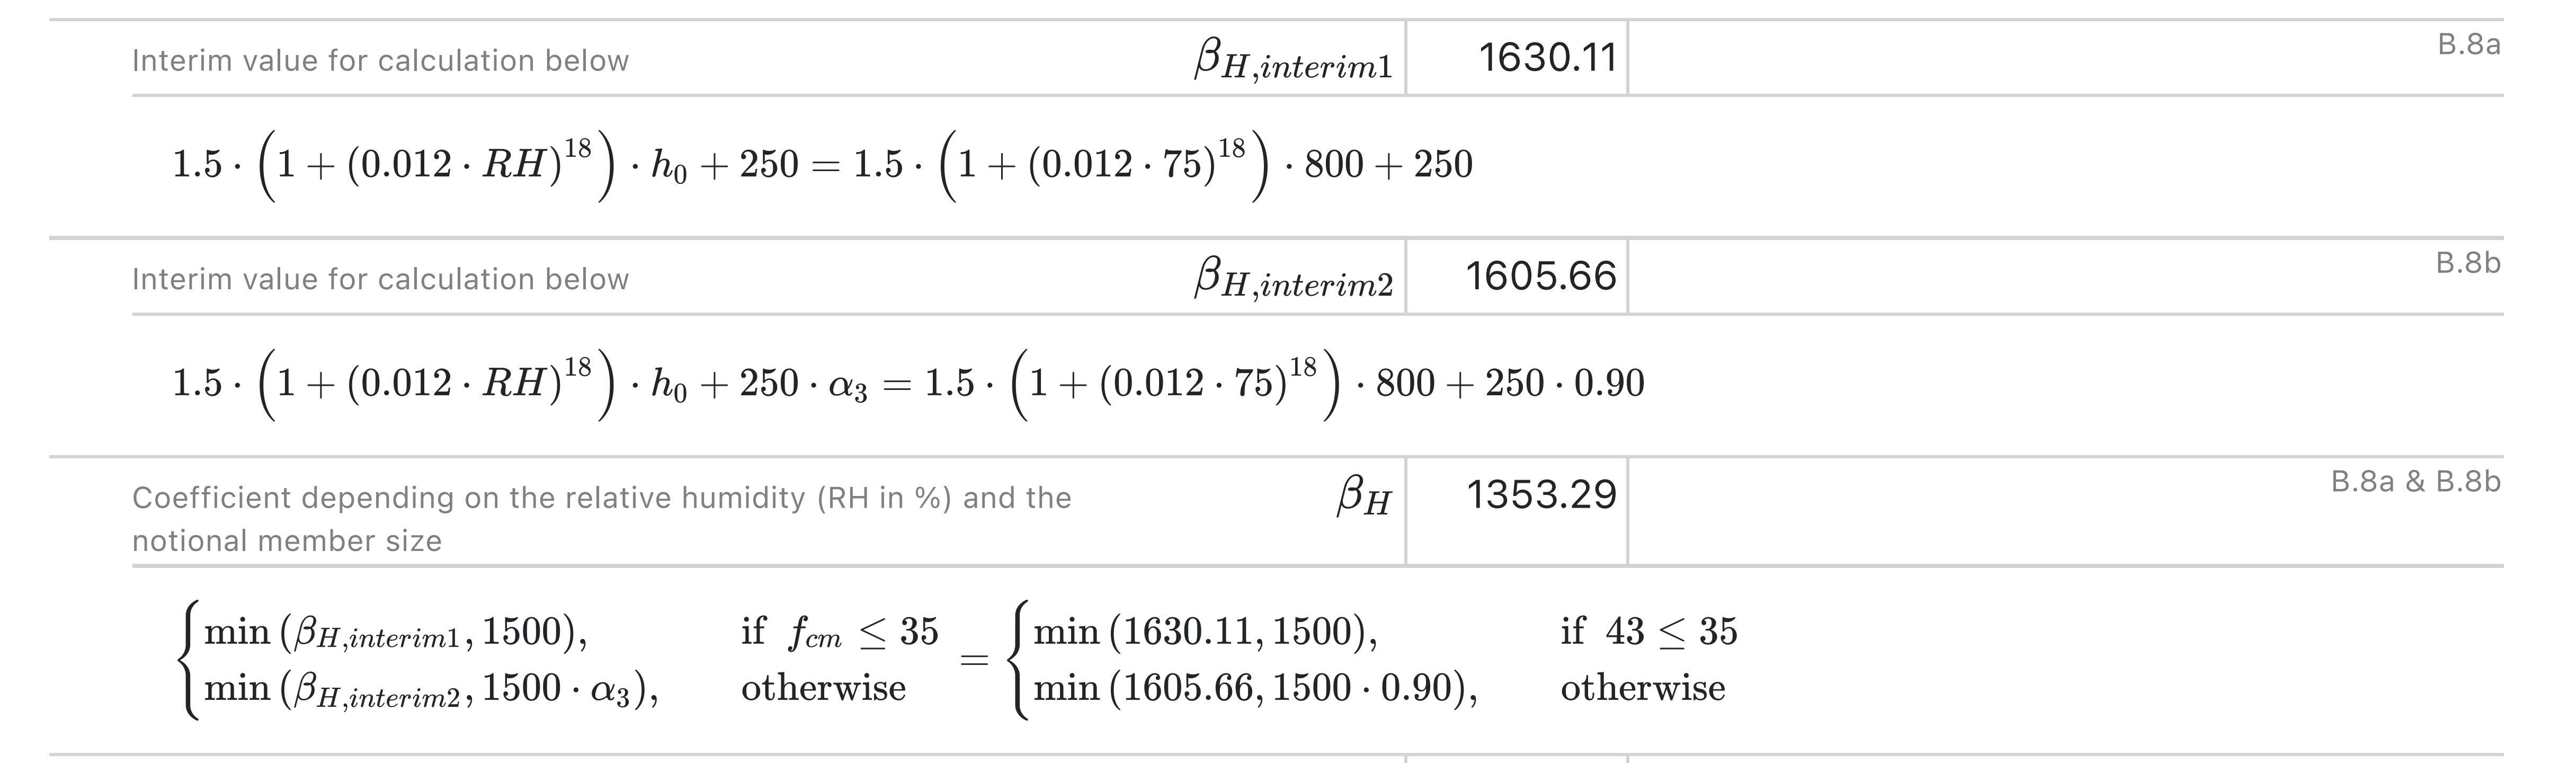 Interim value for calculation below β_{H,interim1} 1630.11 B.8a
1.5 · (1 + (0.012 · RH)^{18}) · h_0 + 250 = 1.5 · (1 + (0.012 · 75)^{18}) · 800 + 250
Interim value for calculation below β_{H,interim2} 1605.66 B.8b
1.5 · (1 + (0.012 · RH)^{18}) · h_0 + 250 · α_3 = 1.5 · (1 + (0.012 · 75)^{18}) · 800 + 250 · 0.90
Coefficient depending on the relative humidity (RH in %) and the β_H 1353.29 B.8a & B.8b
notional member size
{ min (β_{H,interim1}, 1500), if f_{cm} ≤ 35 = { min (1630.11, 1500), if 43 ≤ 35
min (β_{H,interim2}, 1500 · α_3), otherwise min (1605.66, 1500 · 0.90), otherwise